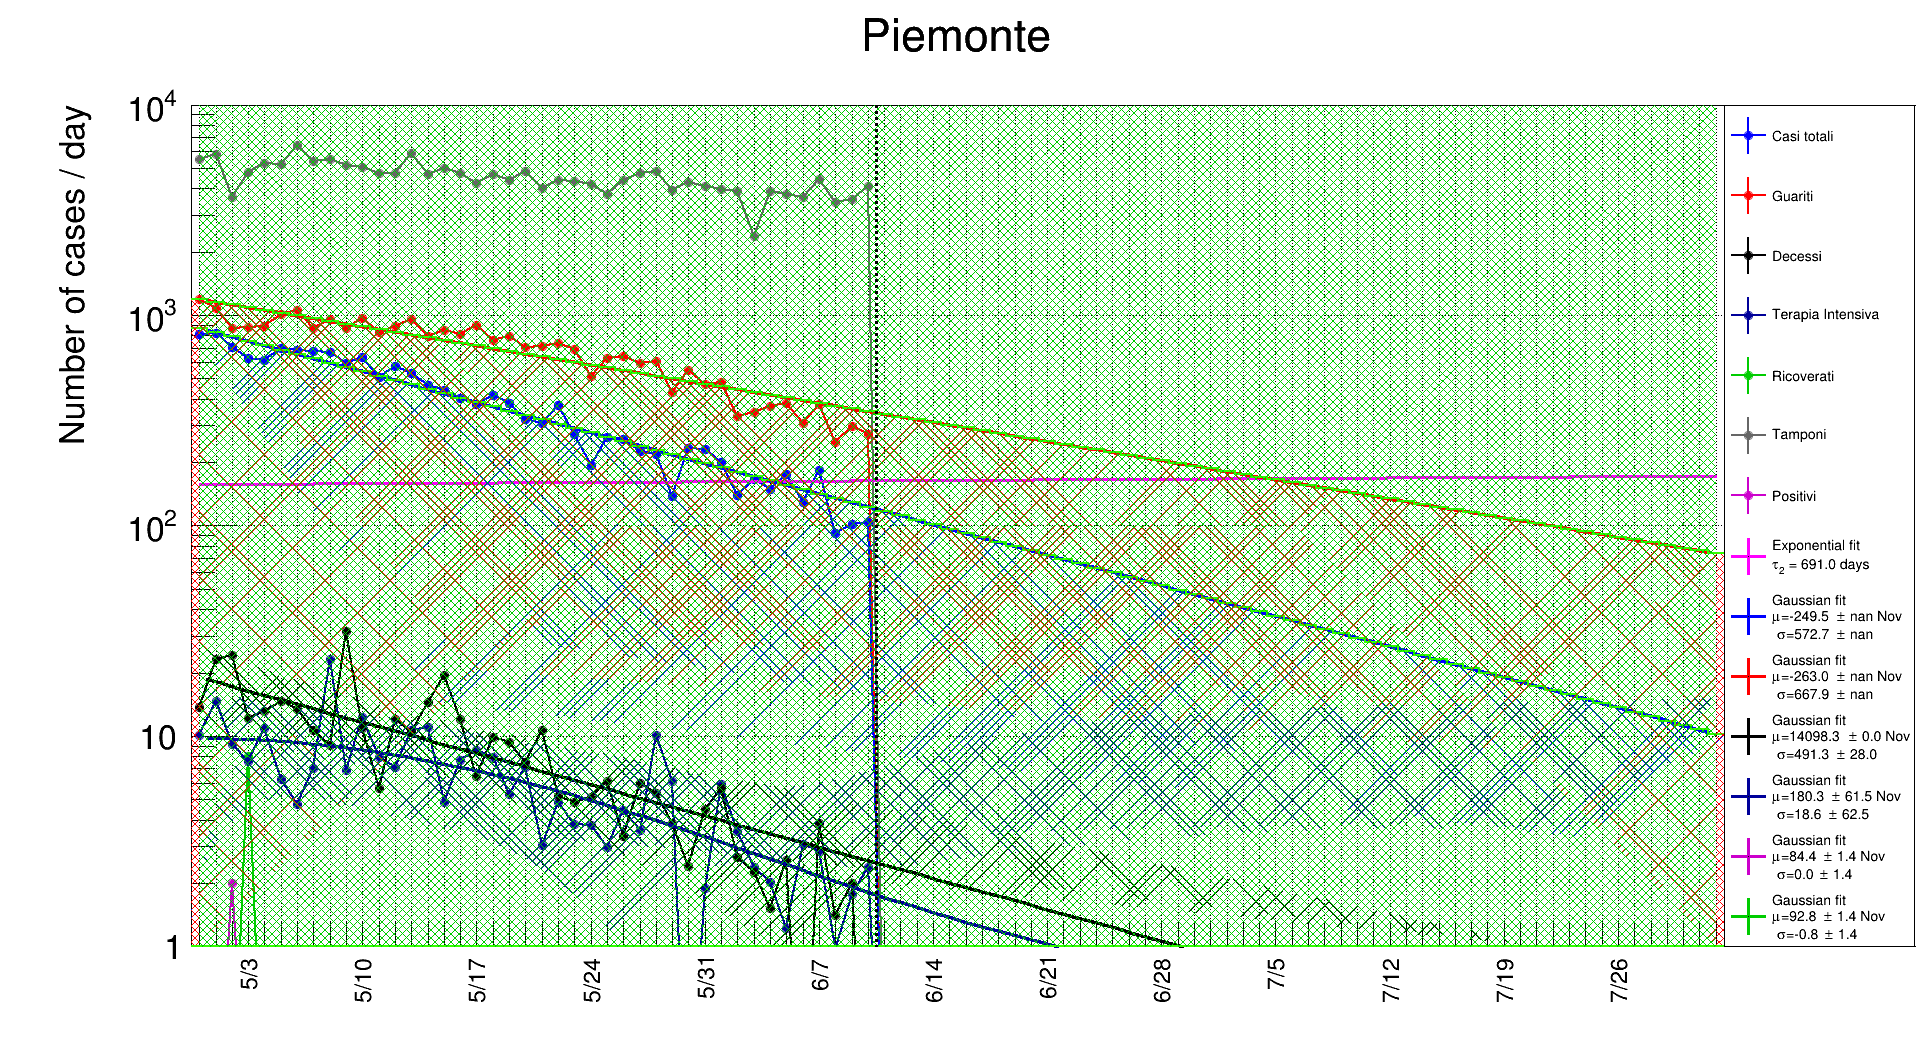 Piemonte
Number of cases / day
10^4
10^3
10^2
10
1
5/3
5/10
5/17
5/24
5/31
6/7
6/14
6/21
6/28
7/5
7/12
7/19
7/26
Casi totali
Guariti
Decessi
Terapia Intensiva
Ricoverati
Tamponi
Positivi
Exponential fit
τ2 = 691.0 days
Gaussian fit
μ=-249.5 ± nan Nov
σ=572.7 ± nan
Gaussian fit
μ=-263.0 ± nan Nov
σ=667.9 ± nan
Gaussian fit
μ=14098.3 ± 0.0 Nov
σ=491.3 ± 28.0
Gaussian fit
μ=180.3 ± 61.5 Nov
σ=18.6 ± 62.5
Gaussian fit
μ=84.4 ± 1.4 Nov
σ=0.0 ± 1.4
Gaussian fit
μ=92.8 ± 1.4 Nov
σ=-0.8 ± 1.4